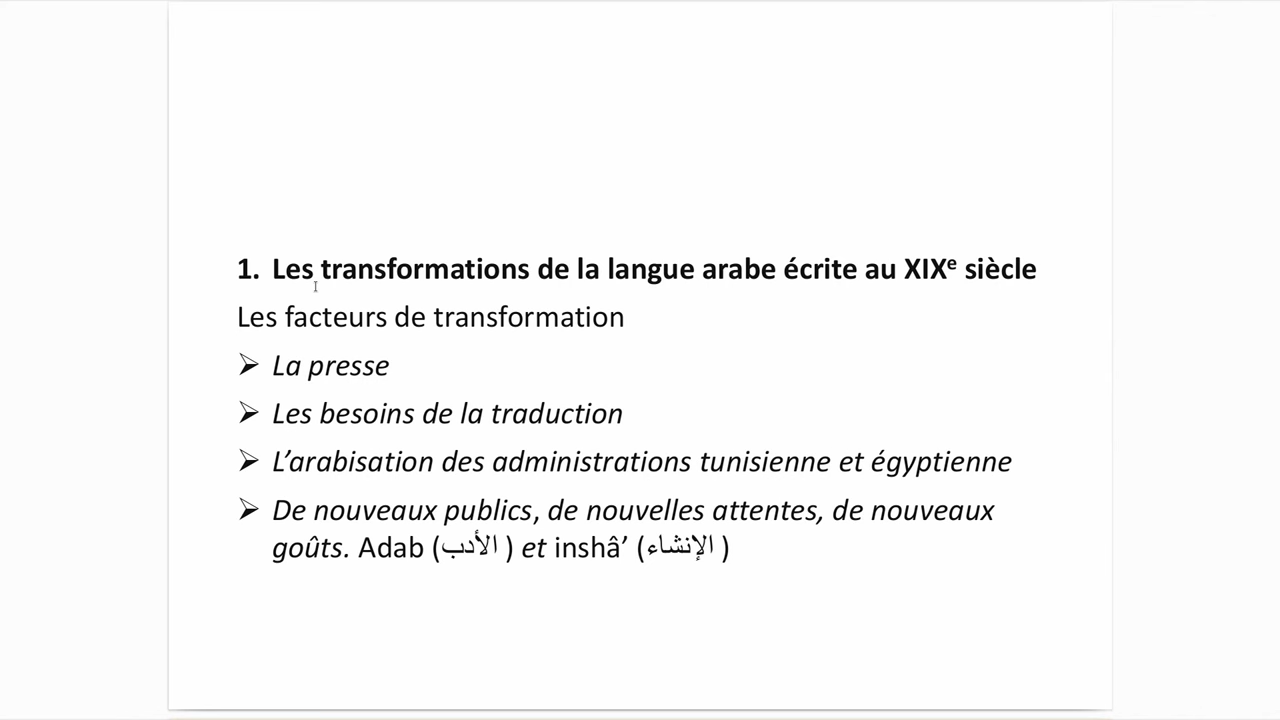 1. Les transformations de la langue arabe écrite au XIXe siècle
Les facteurs de transformation
➢ La presse
➢ Les besoins de la traduction
➢ L’arabisation des administrations tunisienne et égyptienne
➢ De nouveaux publics, de nouvelles attentes, de nouveaux
goûts. Adab (الأدب ) et inshâ’ (الإنشاء )